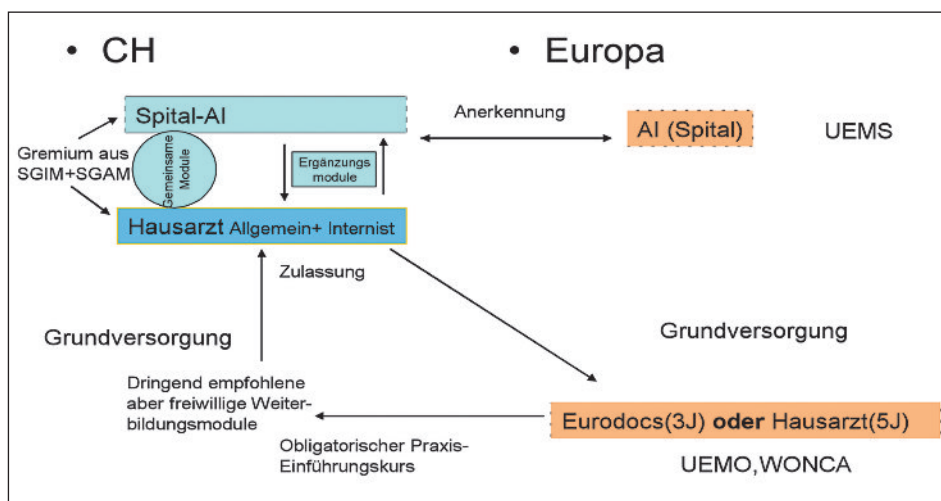 • CH
• Europa
Spital-AI
Anerkennung
AI (Spital)
UEMS
Gremium aus
SGIM+SGAM
Gemeinsame
Module
Ergänzungs
module
Hausarzt Allgemein+ Internist
Zulassung
Grundversorgung
Grundversorgung
Dringend empfohlene
aber freiwillige Weiter-
bildungsmodule
Eurodocs(3J) oder Hausarzt(5J)
Obligatorischer Praxis-
Einführungskurs
UEMO,WONCA